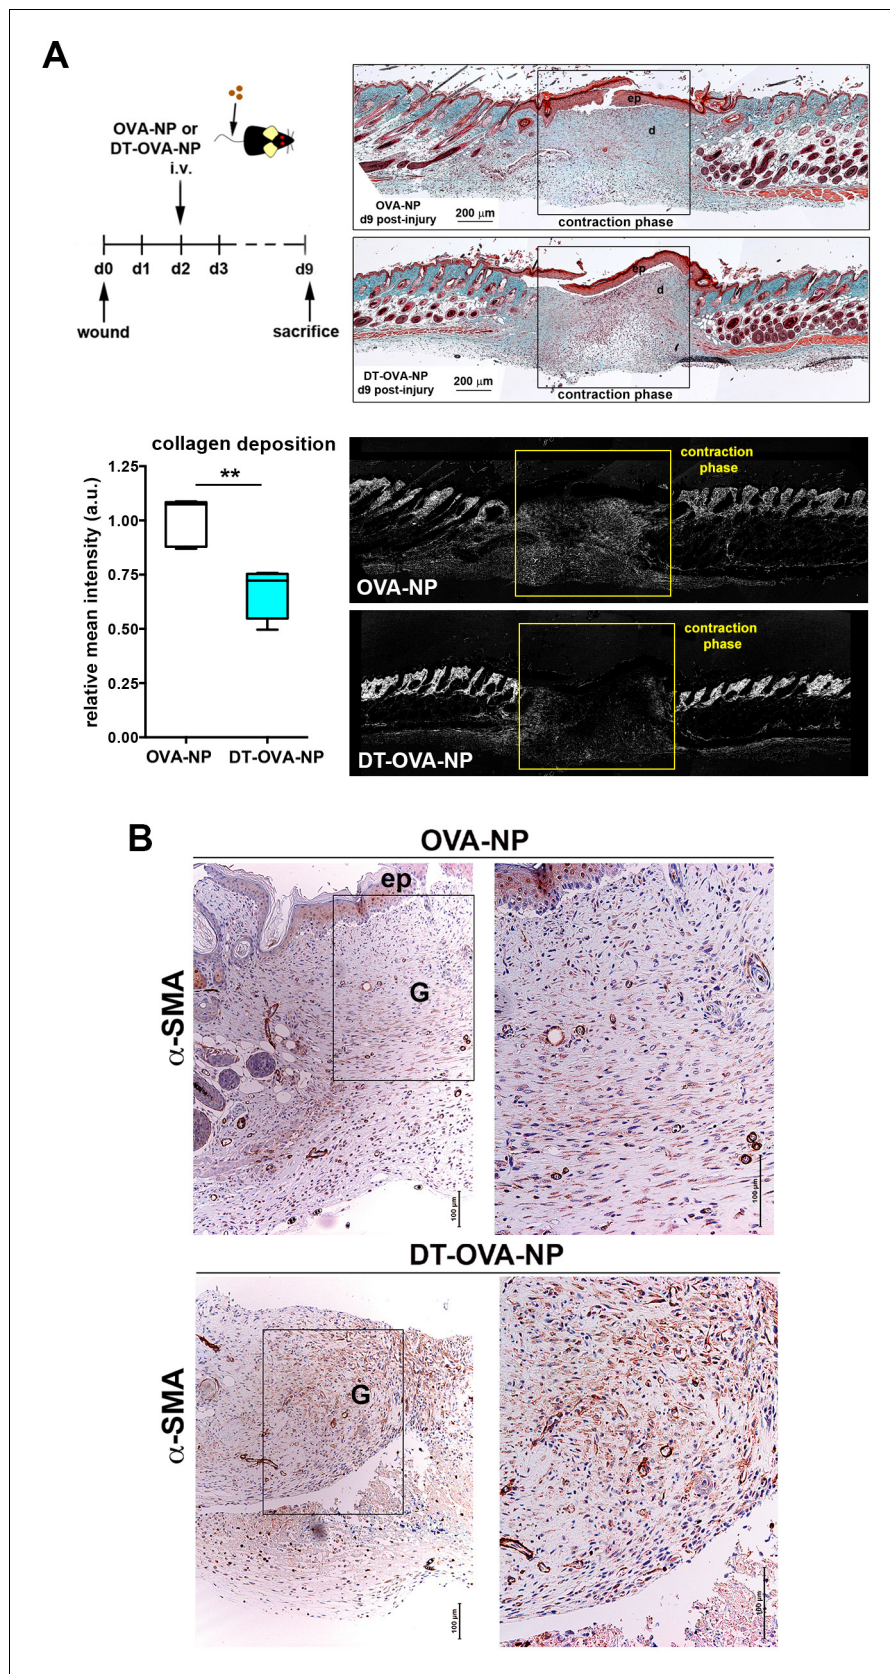 A
OVA-NP or
DT-OVA-NP
i.v.
d0
d1
d2
d3
d9
wound
sacrifice
ep
d
OVA-NP
d9 post-injury
200 µm
contraction phase
ep
d
DT-OVA-NP
d9 post-injury
200 µm
contraction phase
collagen deposition
**
relative mean intensity (a.u.)
1.25
1.00
0.75
0.50
0.25
0.00
OVA-NP
DT-OVA-NP
contraction
phase
OVA-NP
contraction
phase
DT-OVA-NP
B
OVA-NP
α-SMA
ep
G
100 µm
100 µm
DT-OVA-NP
α-SMA
G
100 µm
100 µm